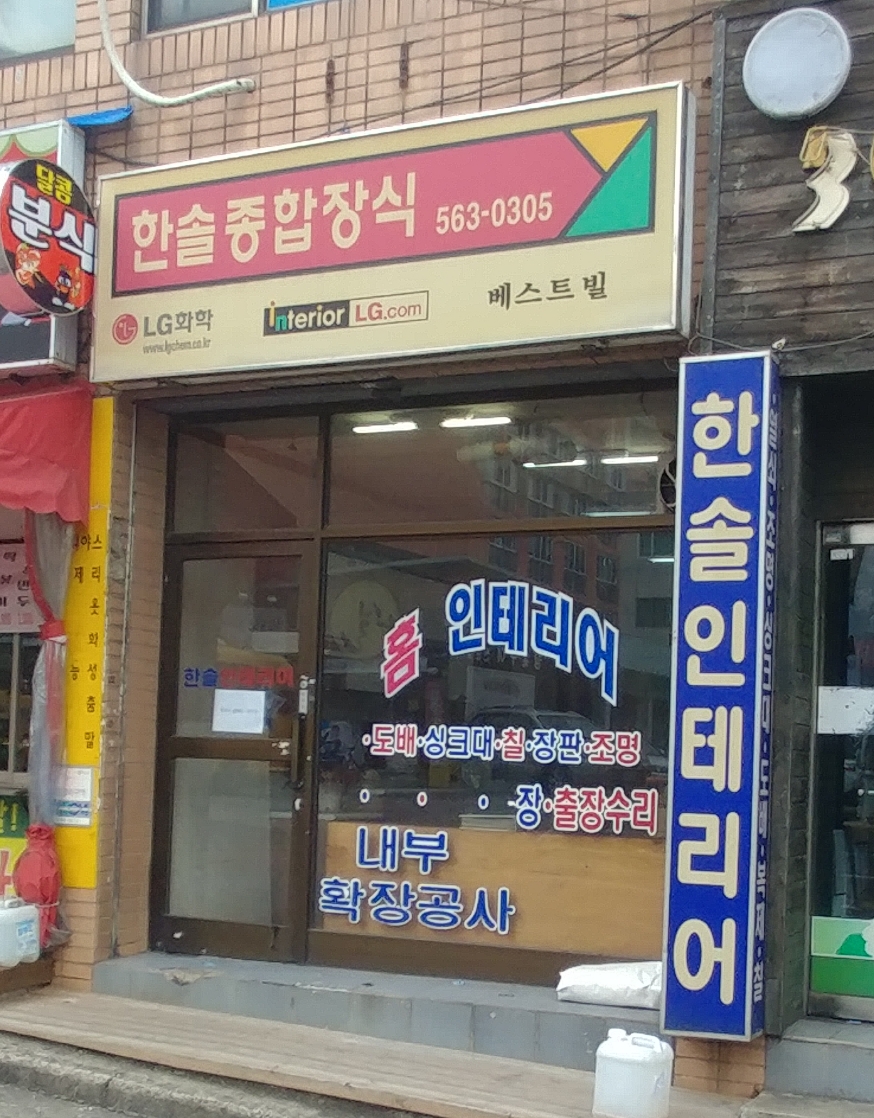 달콤
분식
한솔종합장식 563-0305
LG화학
www.lgchem.co.kr
interior LG.com
베스트빌
한솔인테리어
홈 인테리어
한솔인테리어
·도배·싱크대·칠·장판·조명
· · · 장·출장수리
내부
확장공사